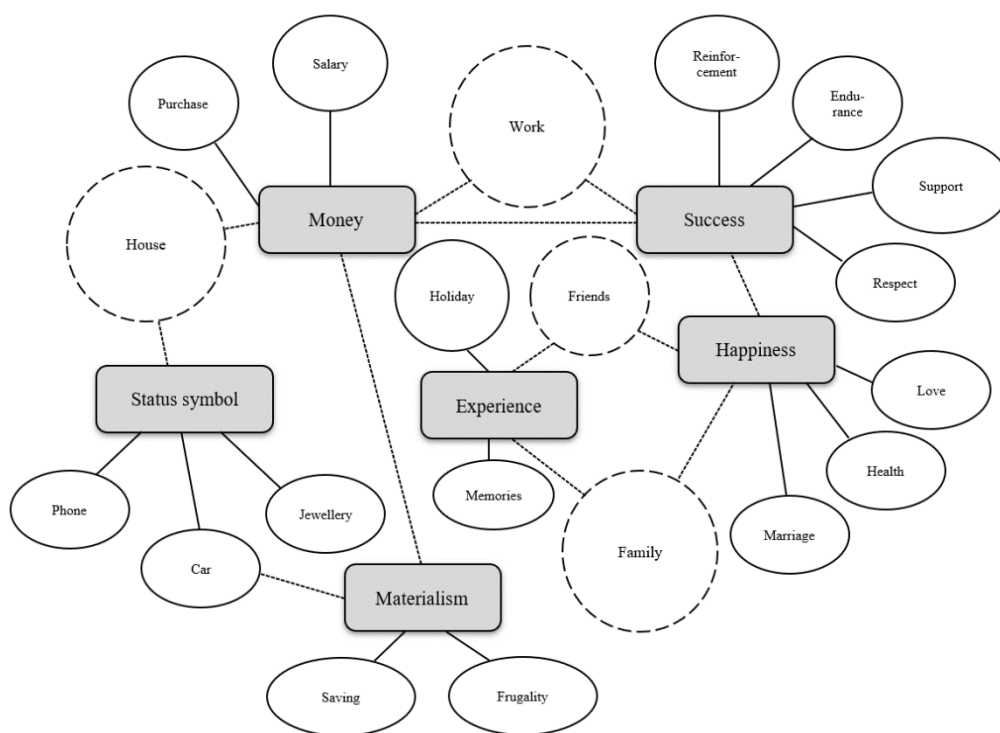 Salary
Reinfor-
cement
Purchase
Endu-
rance
Work
Support
Money
Success
House
Respect
Holiday
Friends
Happiness
Status symbol
Experience
Love
Health
Memories
Phone
Jewellery
Marriage
Family
Car
Materialism
Saving
Frugality